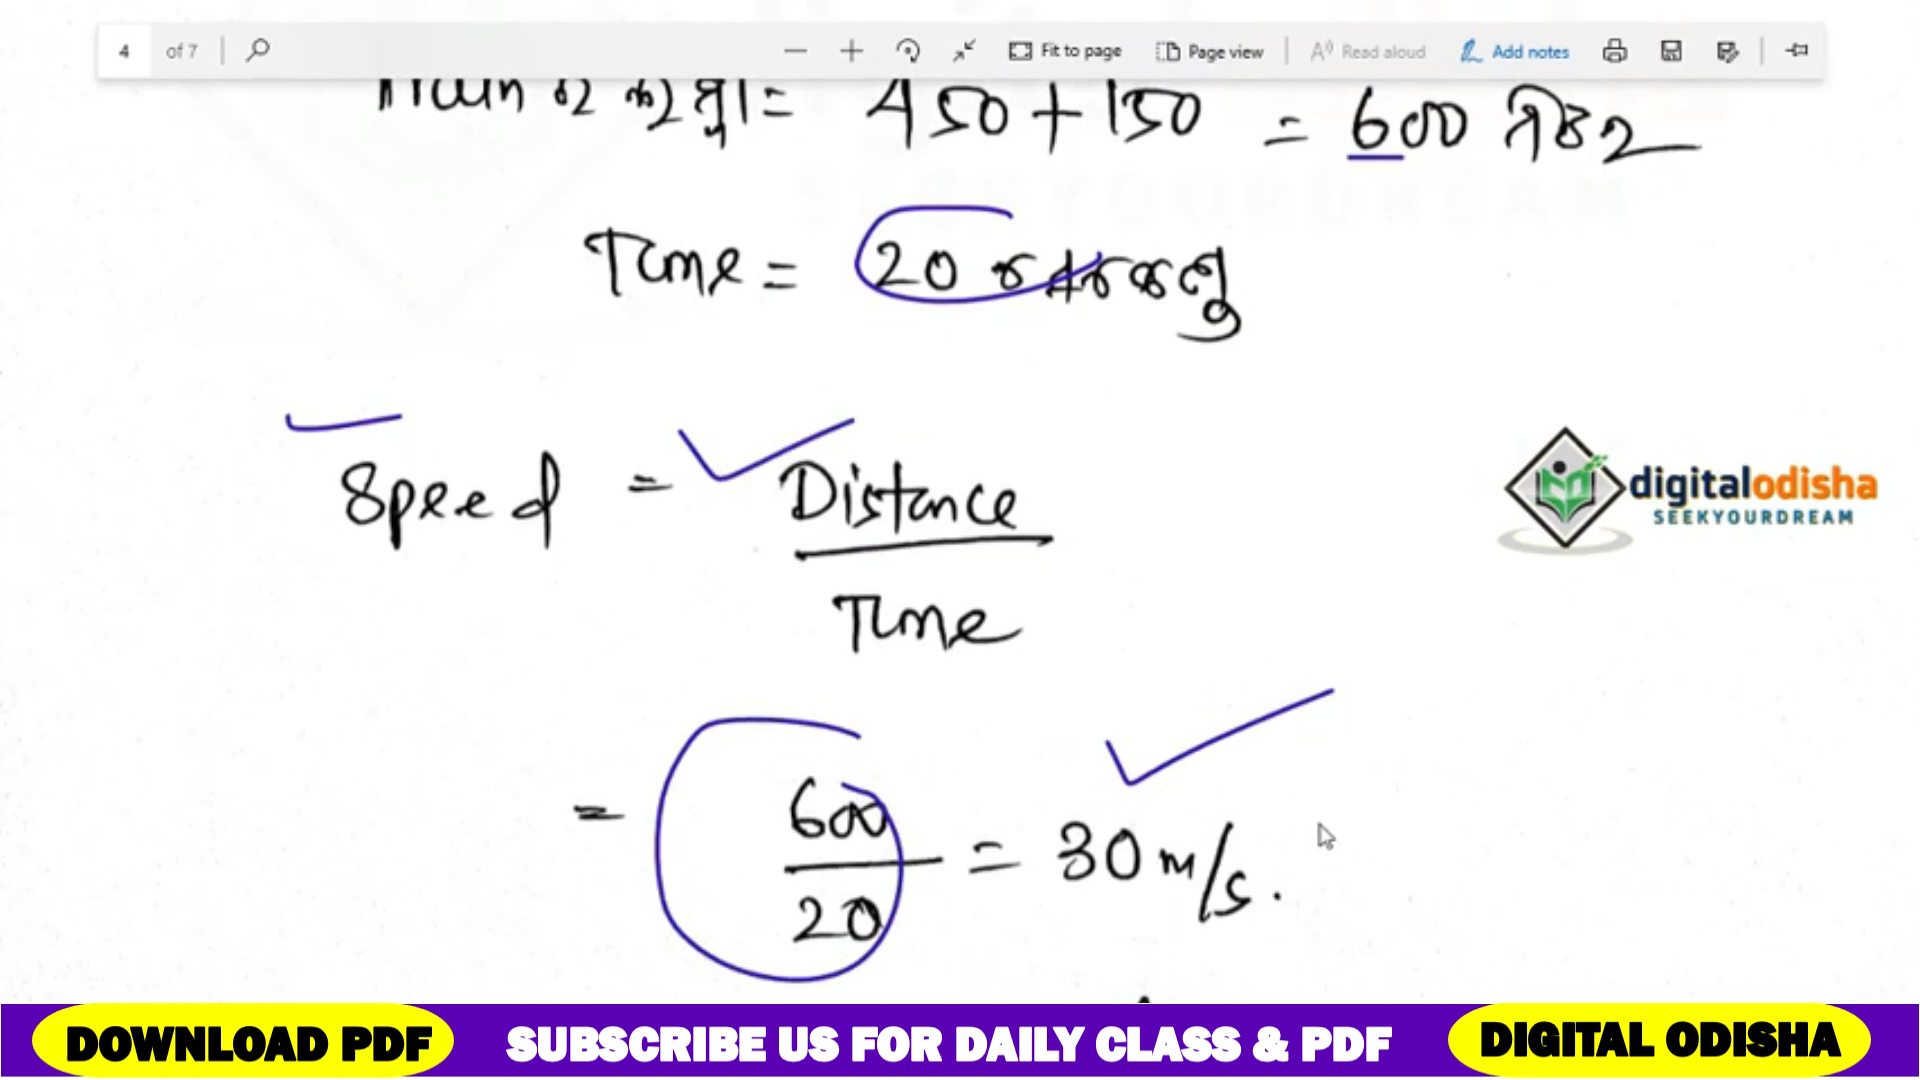 4 of 7 Fit to page Page view Read aloud Add notes
= 450 + 150 = 600 ମିଟର
Time = 20 ସେକେଣ୍ଡ
Speed = Distance
Time
digitalodisha
SEEKYOURDREAM
= 600
20
= 30 m/s.
DOWNLOAD PDF SUBSCRIBE US FOR DAILY CLASS & PDF DIGITAL ODISHA